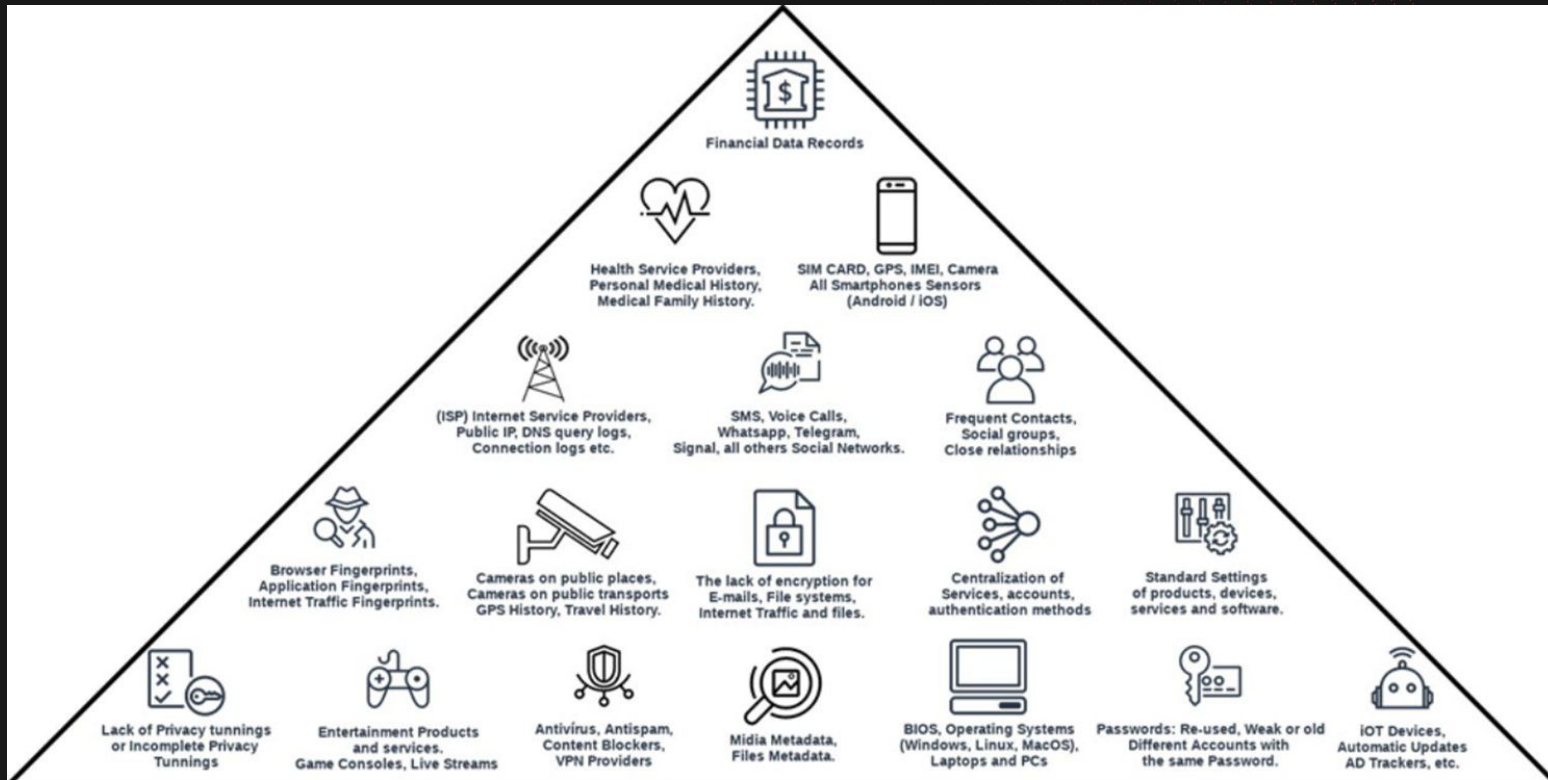 $
Financial Data Records
Health Service Providers,
Personal Medical History,
Medical Family History.
SIM CARD, GPS, IMEI, Camera
All Smartphones Sensors
(Android / iOS)
(ISP) Internet Service Providers,
Public IP, DNS query logs,
Connection logs etc.
SMS, Voice Calls,
Whatsapp, Telegram,
Signal, all others Social Networks.
Frequent Contacts,
Social groups,
Close relationships
Browser Fingerprints,
Application Fingerprints,
Internet Traffic Fingerprints.
Cameras on public places,
Cameras on public transports
GPS History, Travel History.
The lack of encryption for
E-mails, File systems,
Internet Traffic and files.
Centralization of
Services, accounts,
authentication methods
Standard Settings
of products, devices,
services and software.
Lack of Privacy tunnings
or Incomplete Privacy
Tunnings
Entertainment Products
and services.
Game Consoles, Live Streams
Antivírus, Antispam,
Content Blockers,
VPN Providers
Midia Metadata,
Files Metadata.
BIOS, Operating Systems
(Windows, Linux, MacOS),
Laptops and PCs
Passwords: Re-used, Weak or old
Different Accounts with
the same Password.
iOT Devices,
Automatic Updates
AD Trackers, etc.